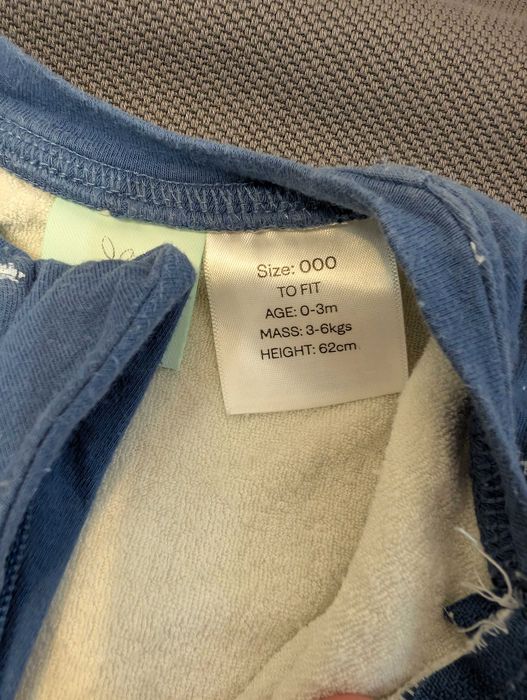 Size: 000
TO FIT
AGE: 0-3m
MASS: 3-6kgs
HEIGHT: 62cm